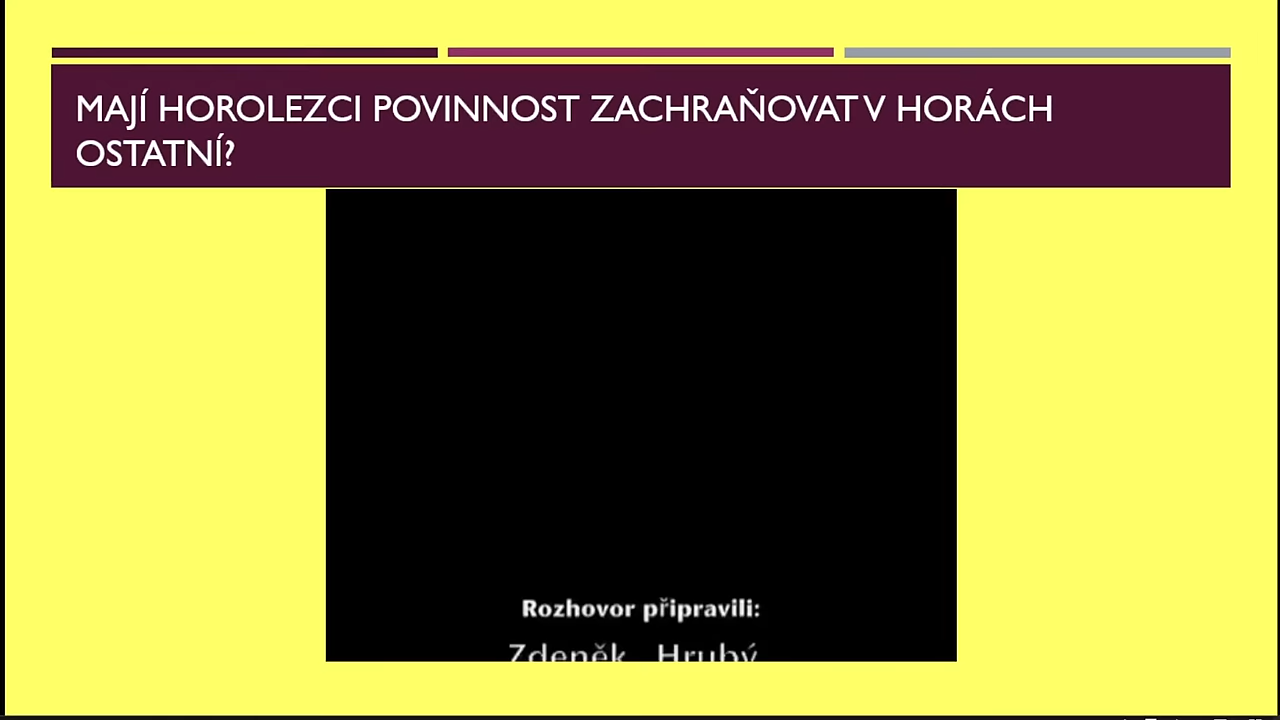 MAJÍ HOROLEZCI POVINNOST ZACHRAŇOVAT V HORÁCH
OSTATNÍ?
Rozhovor připravili:
Zdeněk Hrubý